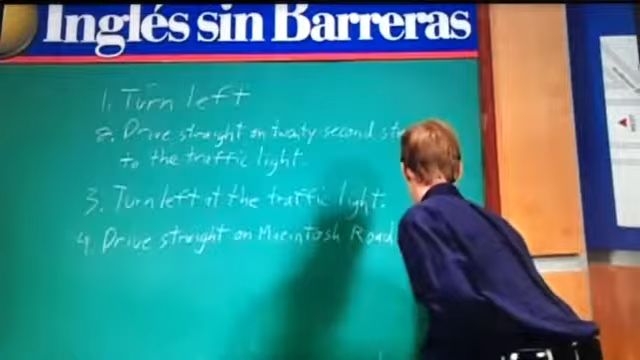 Inglés sin Barreras
1. Turn left
2. Drive straight on twenty second
to the traffic light.
3. Turn left at the traffic light.
4. Drive straight on Macintosh Road